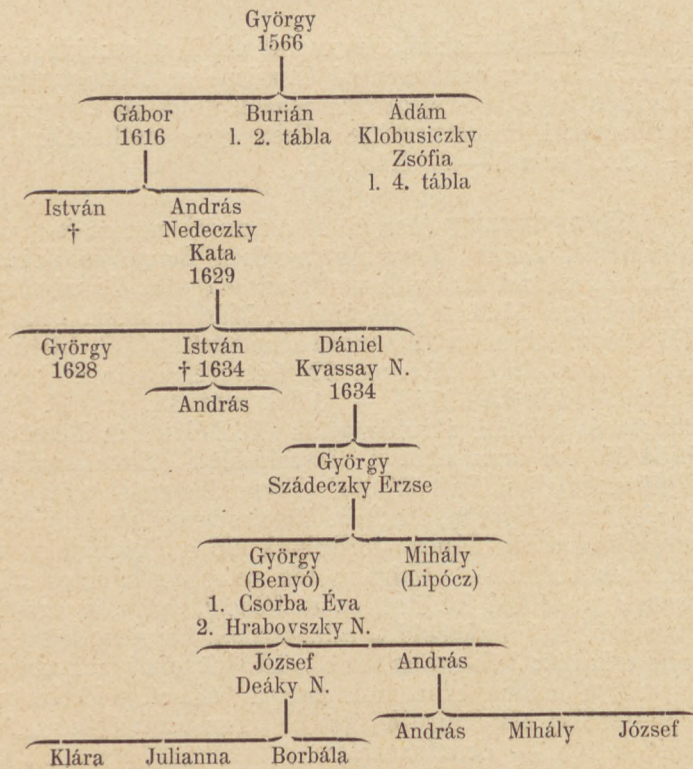 György
1566
Gábor Burián Ádám
1616 l. 2. tábla Klobusiczky
Zsófia
l. 4. tábla
István András
† Nedeczky
Kata
1629
György István Dániel
1628 † 1634 Kvassay N.
1634
András
György
Szádeczky Erzse
György Mihály
(Benyó) (Lipócz)
1. Csorba Éva
2. Hrabovszky N.
József András
Deáky N.
András Mihály József
Klára Julianna Borbála